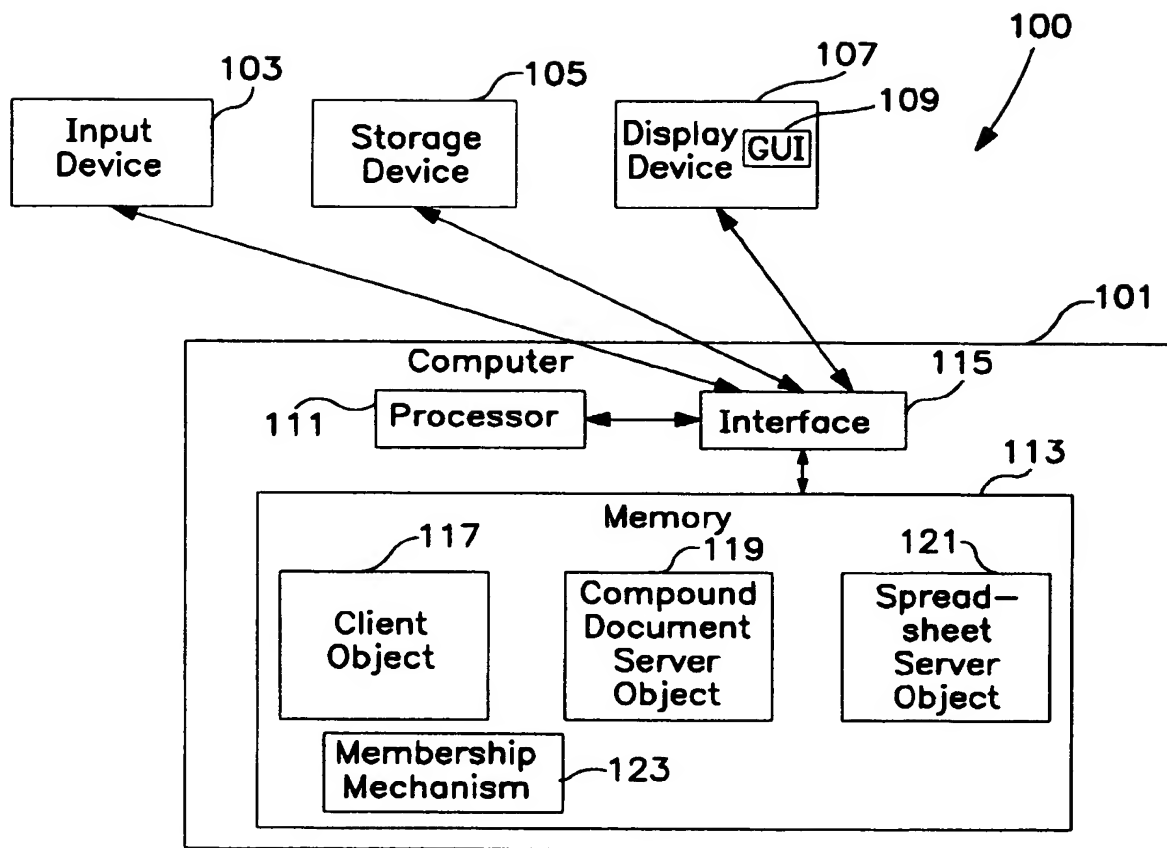 100
103
105
107
109
Input
Device
Storage
Device
Display
Device
GUI
101
Computer
115
111
Processor
Interface
113
Memory
117
119
121
Client
Object
Compound
Document
Server
Object
Spread-
sheet
Server
Object
Membership
Mechanism
123